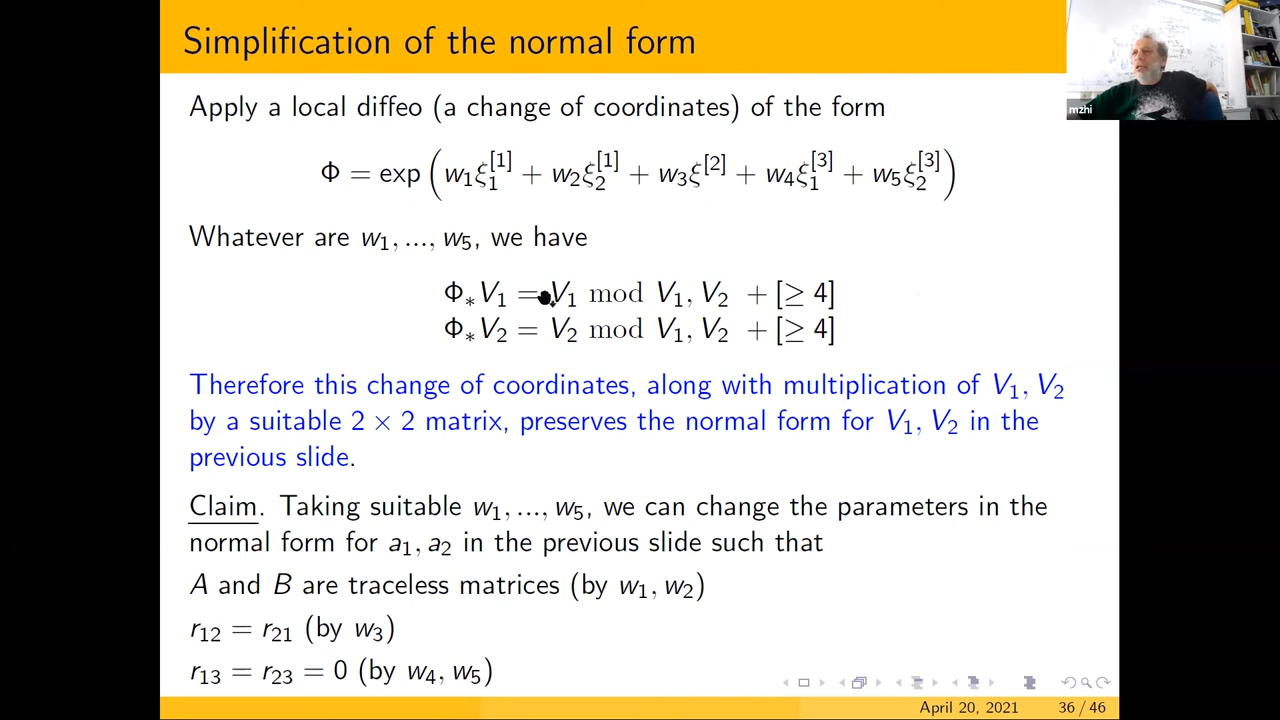 Simplification of the normal form
mzhi
Apply a local diffeo (a change of coordinates) of the form
Φ = exp ( w₁ξ₁^[1] + w₂ξ₂^[1] + w₃ξ^[2] + w₄ξ₁^[3] + w₅ξ₂^[3] )
Whatever are w₁, ..., w₅, we have
Φ∗V₁ = V₁ mod V₁, V₂ + [≥ 4]
Φ∗V₂ = V₂ mod V₁, V₂ + [≥ 4]
Therefore this change of coordinates, along with multiplication of V₁, V₂
by a suitable 2 × 2 matrix, preserves the normal form for V₁, V₂ in the
previous slide.
Claim. Taking suitable w₁, ..., w₅, we can change the parameters in the
normal form for a₁, a₂ in the previous slide such that
A and B are traceless matrices (by w₁, w₂)
r₁₂ = r₂₁ (by w₃)
r₁₃ = r₂₃ = 0 (by w₄, w₅)
April 20, 2021 36 / 46